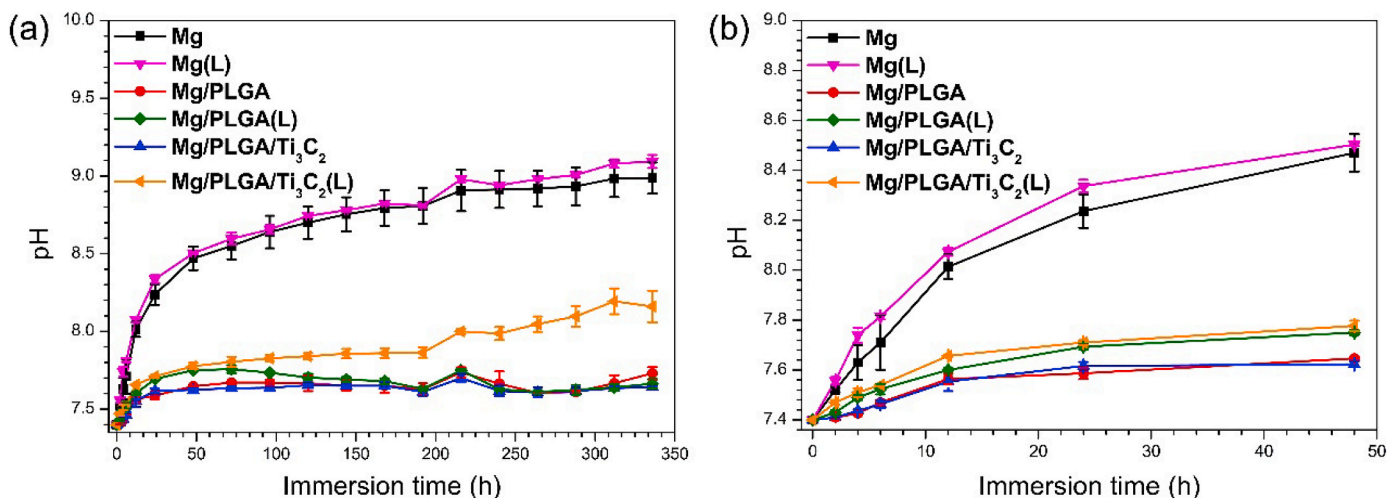 (a)
10.0
9.5
9.0
8.5
8.0
7.5
pH
Mg
Mg(L)
Mg/PLGA
Mg/PLGA(L)
Mg/PLGA/Ti₃C₂
Mg/PLGA/Ti₃C₂(L)
0 50 100 150 200 250 300 350
Immersion time (h)
(b)
9.0
8.8
8.6
8.4
8.2
8.0
7.8
7.6
7.4
pH
Mg
Mg(L)
Mg/PLGA
Mg/PLGA(L)
Mg/PLGA/Ti₃C₂
Mg/PLGA/Ti₃C₂(L)
0 10 20 30 40 50
Immersion time (h)